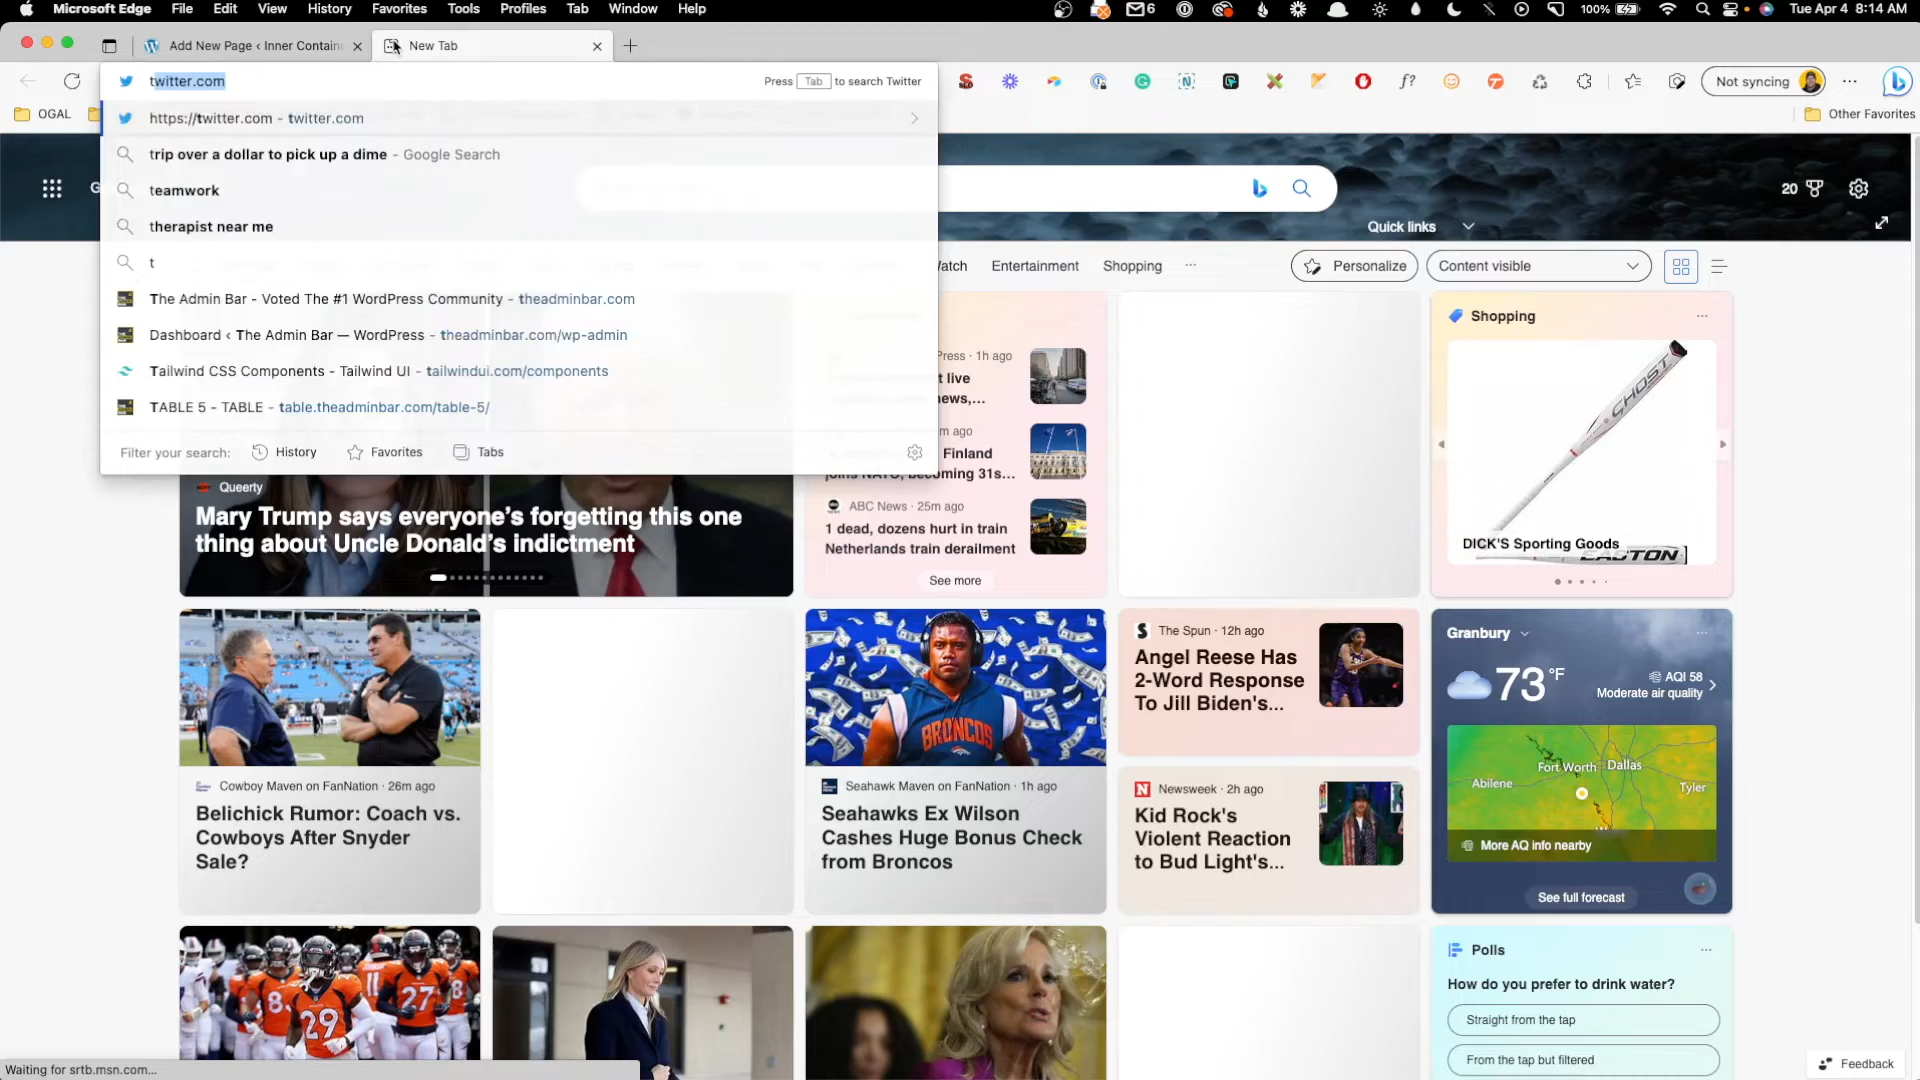 Microsoft Edge File Edit View History Favorites Tools Profiles Tab Window Help
6 100% Tue Apr 4 8:14 AM
Add New Page ‹ Inner Contain
New Tab
twitter.com
Press Tab to search Twitter
Not syncing
OGAL
Other Favorites
https://twitter.com - twitter.com
trip over a dollar to pick up a dime - Google Search
teamwork
therapist near me
t
The Admin Bar - Voted The #1 WordPress Community - theadminbar.com
Dashboard ‹ The Admin Bar — WordPress - theadminbar.com/wp-admin
Tailwind CSS Components - Tailwind UI - tailwindui.com/components
TABLE 5 - TABLE - table.theadminbar.com/table-5/
Filter your search: History Favorites Tabs
20
Quick links
Watch Entertainment Shopping ...
Personalize
Content visible
Queerty
Mary Trump says everyone's forgetting this one
thing about Uncle Donald's indictment
Press · 1h ago
t live
news,...
m ago
Finland
joins NATO, becoming 31s...
ABC News · 25m ago
1 dead, dozens hurt in train
Netherlands train derailment
See more
Shopping
GHOST
DICK'S Sporting Goods
EASTON
Cowboy Maven on FanNation · 26m ago
Belichick Rumor: Coach vs.
Cowboys After Snyder
Sale?
BRONCOS
Seahawk Maven on FanNation · 1h ago
Seahawks Ex Wilson
Cashes Huge Bonus Check
from Broncos
The Spun · 12h ago
Angel Reese Has
2-Word Response
To Jill Biden's...
Newsweek · 2h ago
Kid Rock's
Violent Reaction
to Bud Light's...
Granbury
73 °F
AQI 58
Moderate air quality
Fort Worth Dallas
Abilene
Tyler
More AQ info nearby
See full forecast
29
27
Polls
How do you prefer to drink water?
Straight from the tap
From the tap but filtered
Feedback
Waiting for srtb.msn.com...